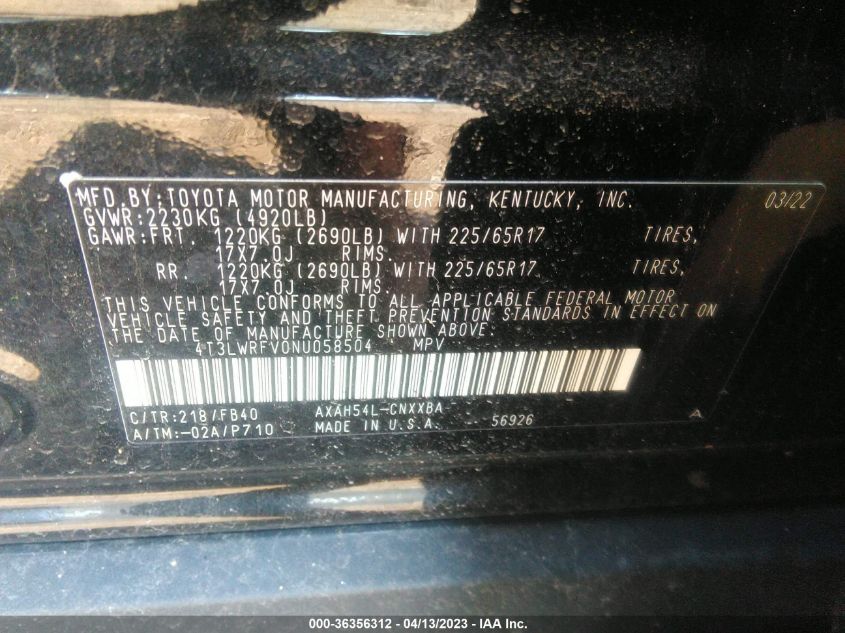 MFD.BY:TOYOTA MOTOR MANUFACTURING, KENTUCKY, INC. 03/22
GVWR:2230KG (4920LB)
GAWR:FRT. 1220KG (2690LB) WITH 225/65R17 TIRES,
17X7.0J RIMS.
RR. 1220KG (2690LB) WITH 225/65R17 TIRES,
17X7.0J RIMS.
THIS VEHICLE CONFORMS TO ALL APPLICABLE FEDERAL MOTOR
VEHICLE SAFETY AND THEFT PREVENTION STANDARDS IN EFFECT ON
THE DATE OF MANUFACTURE SHOWN ABOVE.
4T3LWRFV0NU058504 MPV
C/TR:218/FB40 AXAH54L-CNXXBA
A/TM:-02A/P710 MADE IN U.S.A. 56926 A
000-36356312 - 04/13/2023 - IAA Inc.